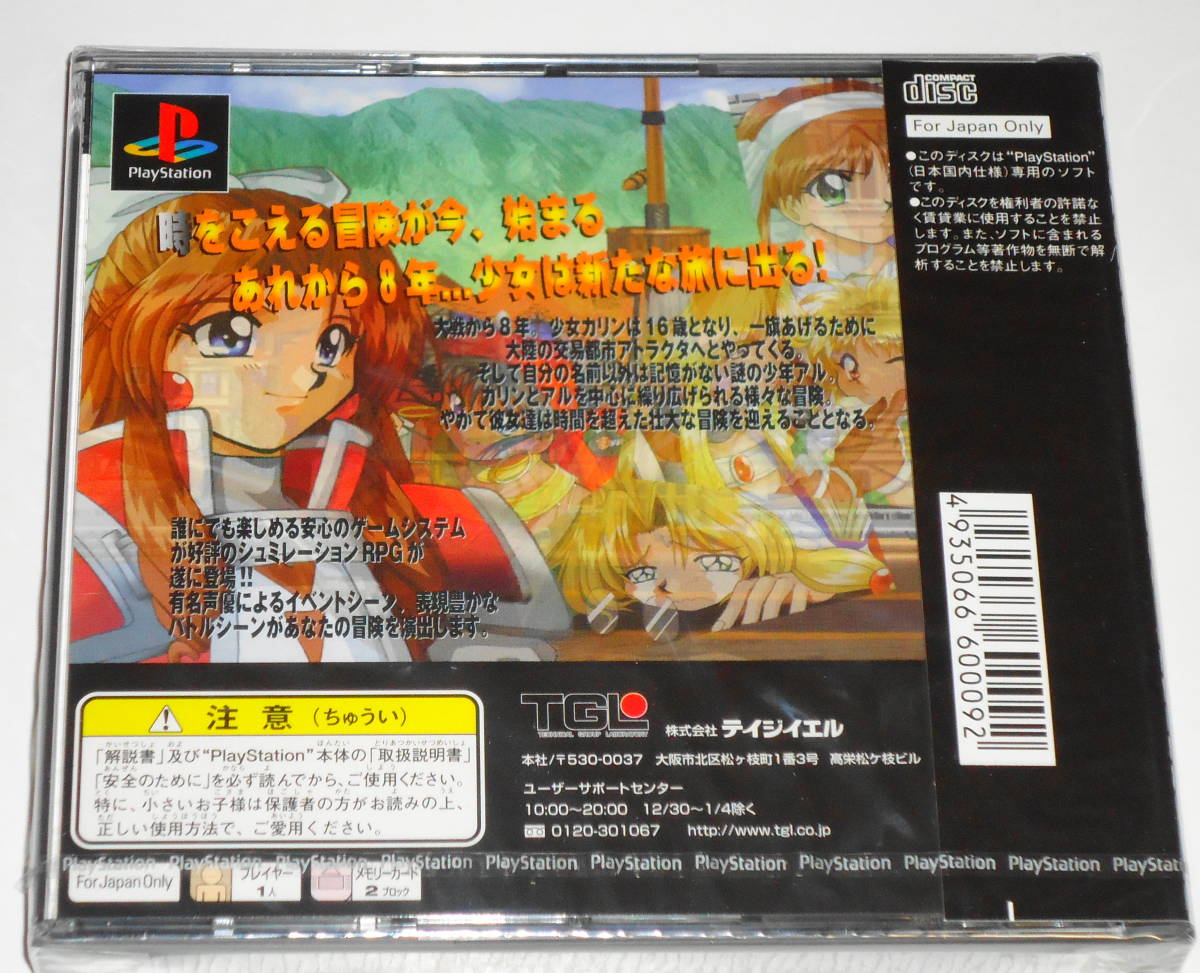 PlayStation
時をこえる冒険が今、始まる
あれから8年...少女は新たな旅に出る!
大戦から8年。少女カリンは16歳となり、一旗あげるために
大陸の交易都市アトラクタへとやってくる。
そして自分の名前以外は記憶がない謎の少年アル。
カリンとアルを中心に繰り広げられる様々な冒険。
やがて彼女達は時間を超えた壮大な冒険を迎えることとなる。
誰にでも楽しめる安心のゲームシステム
が好評のシュミレーションRPGが
遂に登場!!
有名声優によるイベントシーン、表現豊かな
バトルシーンがあなたの冒険を演出します。
COMPACT
disc
For Japan Only
●このディスクは"PlayStation"
(日本国内仕様)専用のソフト
です。
●このディスクを権利者の許諾な
く賃貸業に使用することを禁止
します。また、ソフトに含まれる
プログラム等著作物を無断で解
析することを禁止します。
4935066 600092
注意(ちゅうい)
「解説書」及び"PlayStation"本体の「取扱説明書」
「安全のために」を必ず読んでから、ご使用ください。
特に、小さいお子様は保護者の方がお読みの上、
正しい使用方法で、ご愛用ください。
TGL
TECHNICAL GROUP LABORATORY
株式会社 テイジイエル
本社/〒530-0037 大阪市北区松ヶ枝町1番3号 高栄松ケ枝ビル
ユーザーサポートセンター
10:00〜20:00 12/30〜1/4除く
0120-301067 http://www.tgl.co.jp
PlayStation PlayStation PlayStation PlayStation PlayStation PlayStation PlayStation PlayStation PlayStation PlayStation PlayStation
For Japan Only
プレイヤー
1人
メモリーカード
2 ブロック